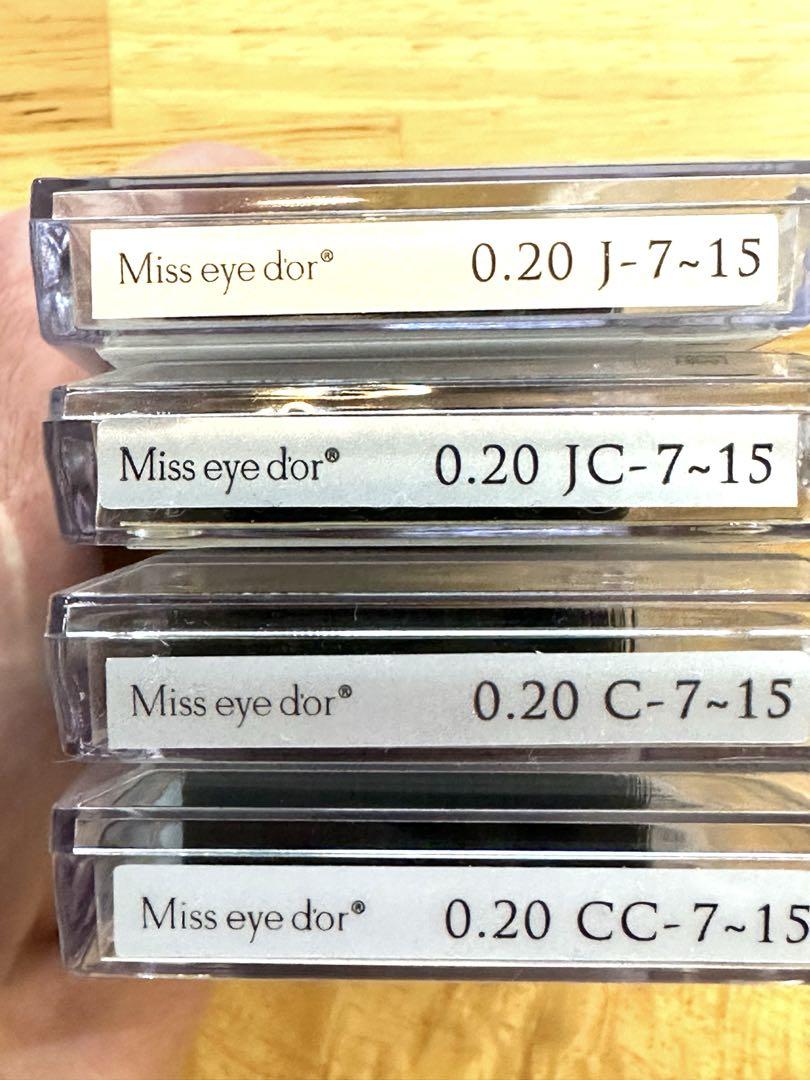 Miss eye d'or® 0.20 J-7~15
Miss eye d'or® 0.20 JC-7~15
Miss eye d'or® 0.20 C-7~15
Miss eye d'or® 0.20 CC-7~15